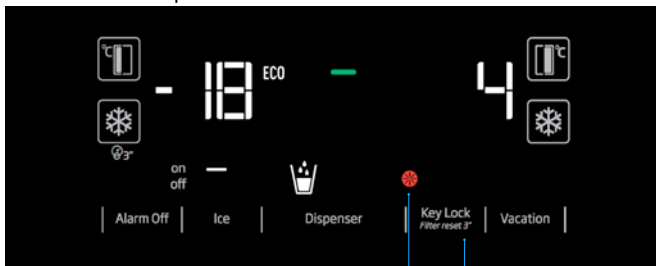 ℃ ℃
-18 ECO 4
3"
on
off
Alarm Off Ice Dispenser Key Lock Vacation
Filter reset 3"